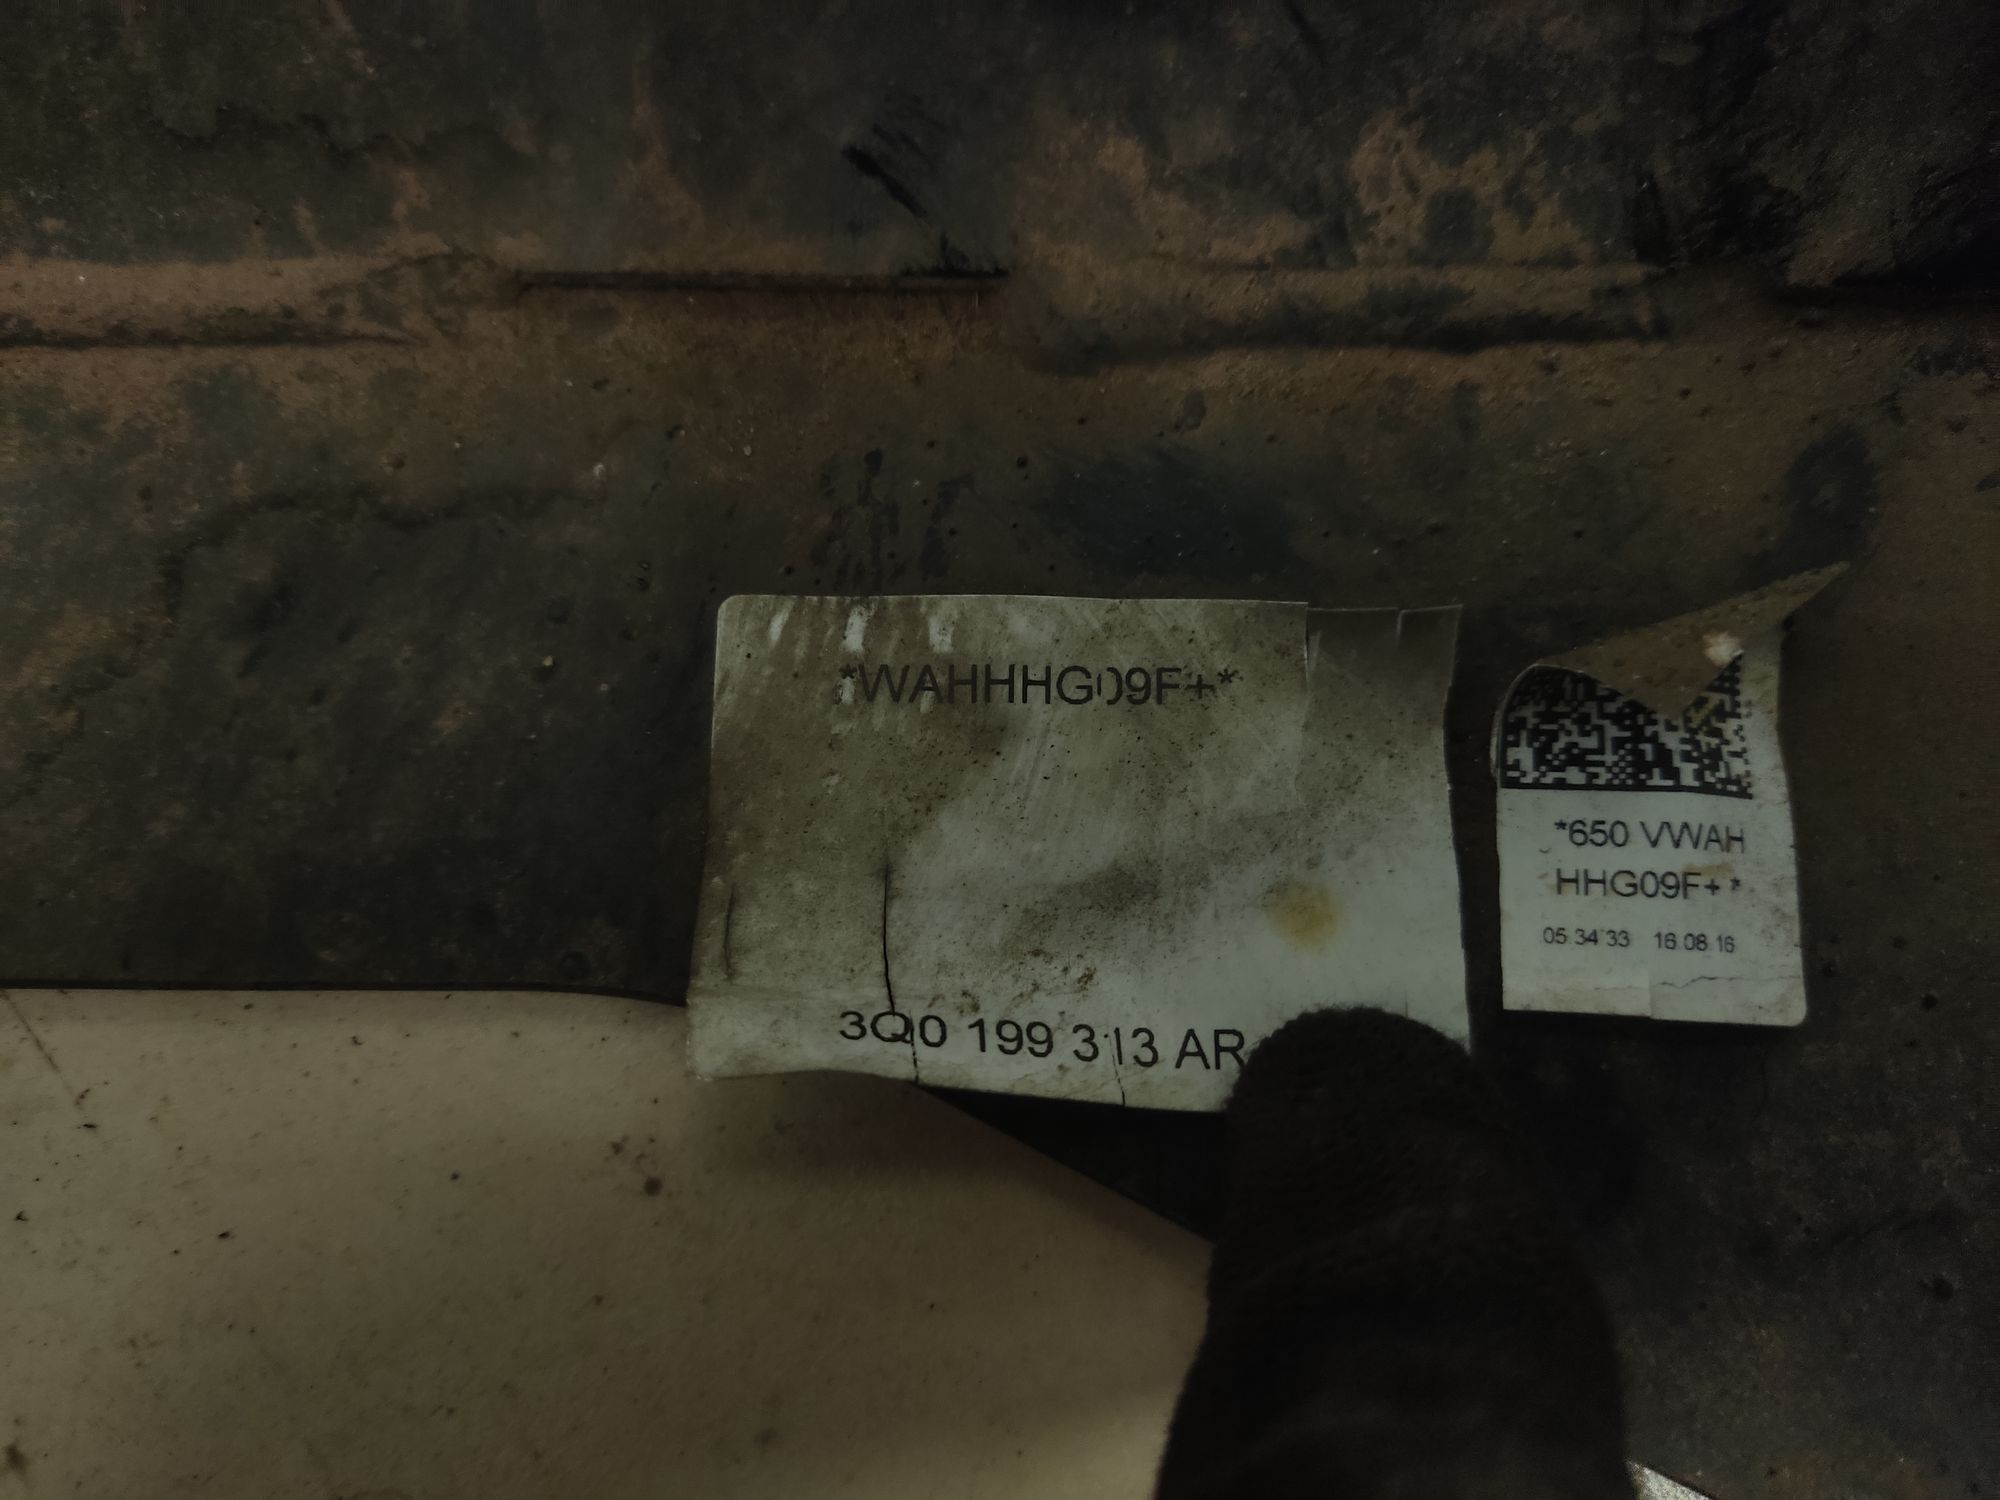 *WAHHHG09F+*
3Q0 199 313 AR
*650 VWAH
HHG09F+*
05:34:33 16.08.16